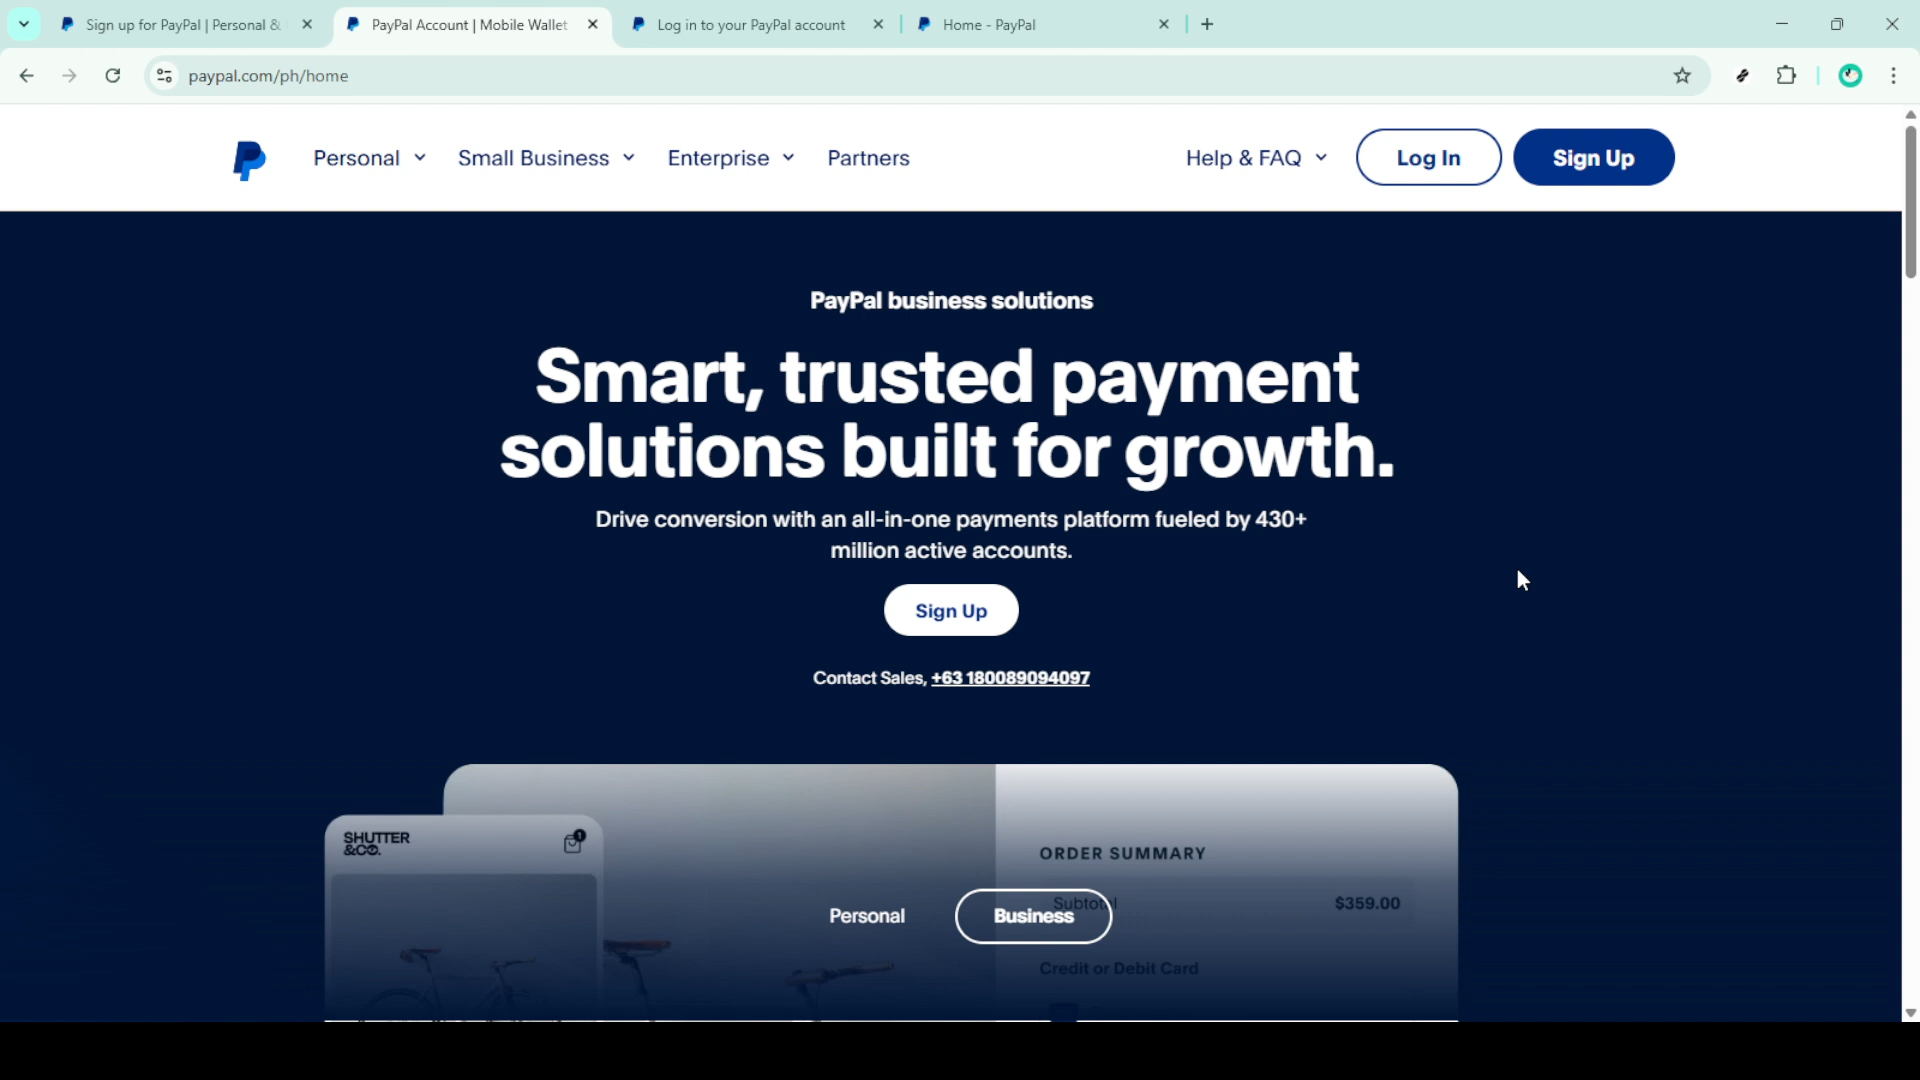 Sign up for PayPal | Personal &
PayPal Account | Mobile Wallet
Log in to your PayPal account
Home - PayPal
paypal.com/ph/home
Personal
Small Business
Enterprise
Partners
Help & FAQ
Log In
Sign Up
PayPal business solutions
Smart, trusted payment
solutions built for growth.
Drive conversion with an all-in-one payments platform fueled by 430+
million active accounts.
Sign Up
Contact Sales, +63 180089094097
SHUTTER
&CO.
1
ORDER SUMMARY
Subtotal
$359.00
Personal
Business
Credit or Debit Card